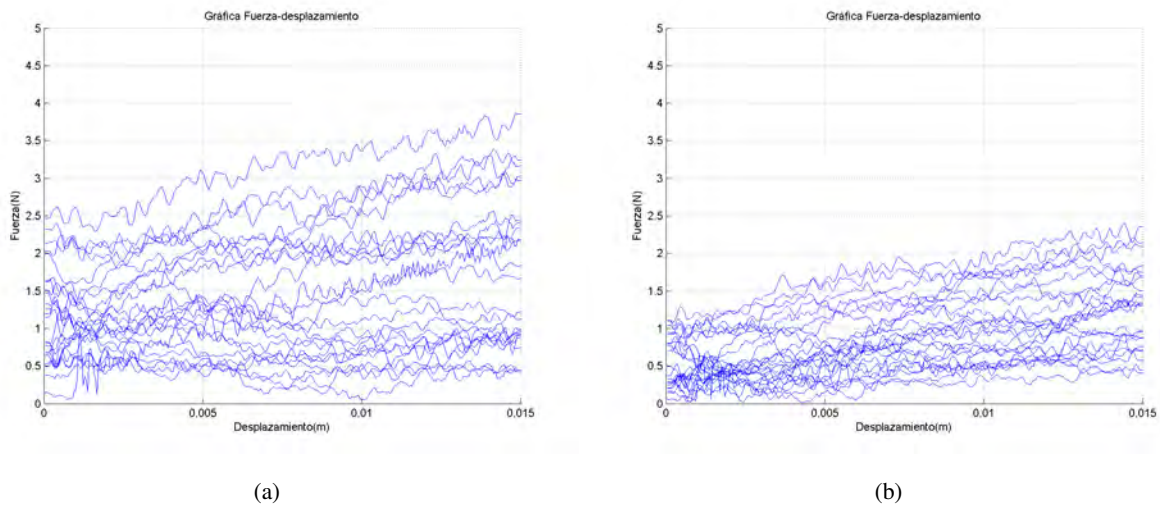 Gráfica Fuerza-desplazamiento
5
4.5
4
3.5
3
2.5
2
1.5
1
0.5
0
Fuerza(N)
0 0.005 0.01 0.015
Desplazamiento(m)
(a)
Gráfica Fuerza-desplazamiento
5
4.5
4
3.5
3
2.5
2
1.5
1
0.5
0
Fuerza(N)
0 0.005 0.01 0.015
Desplazamiento(m)
(b)